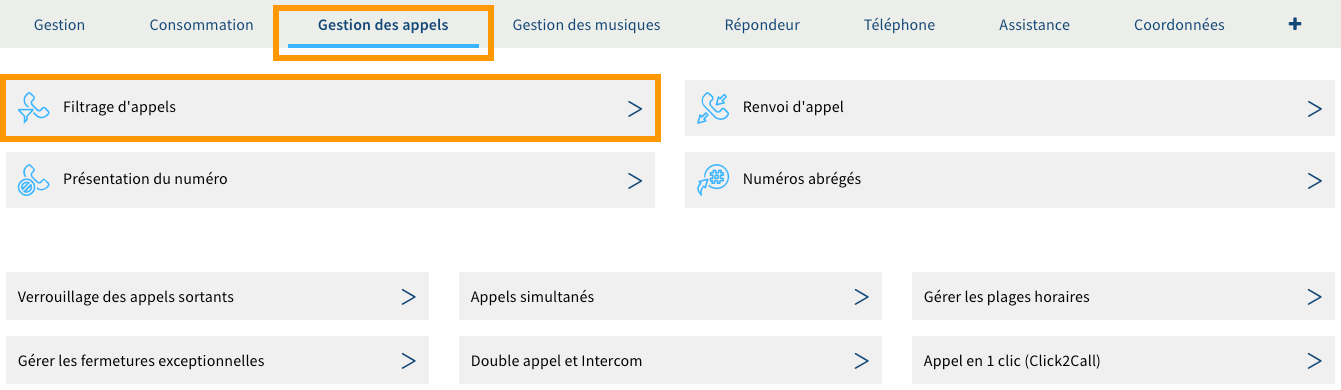 Gestion Consommation Gestion des appels Gestion des musiques Répondeur Téléphone Assistance Coordonnées +
Filtrage d'appels
Renvoi d'appel
Présentation du numéro
Numéros abrégés
Verrouillage des appels sortants
Appels simultanés
Gérer les plages horaires
Gérer les fermetures exceptionnelles
Double appel et Intercom
Appel en 1 clic (Click2Call)